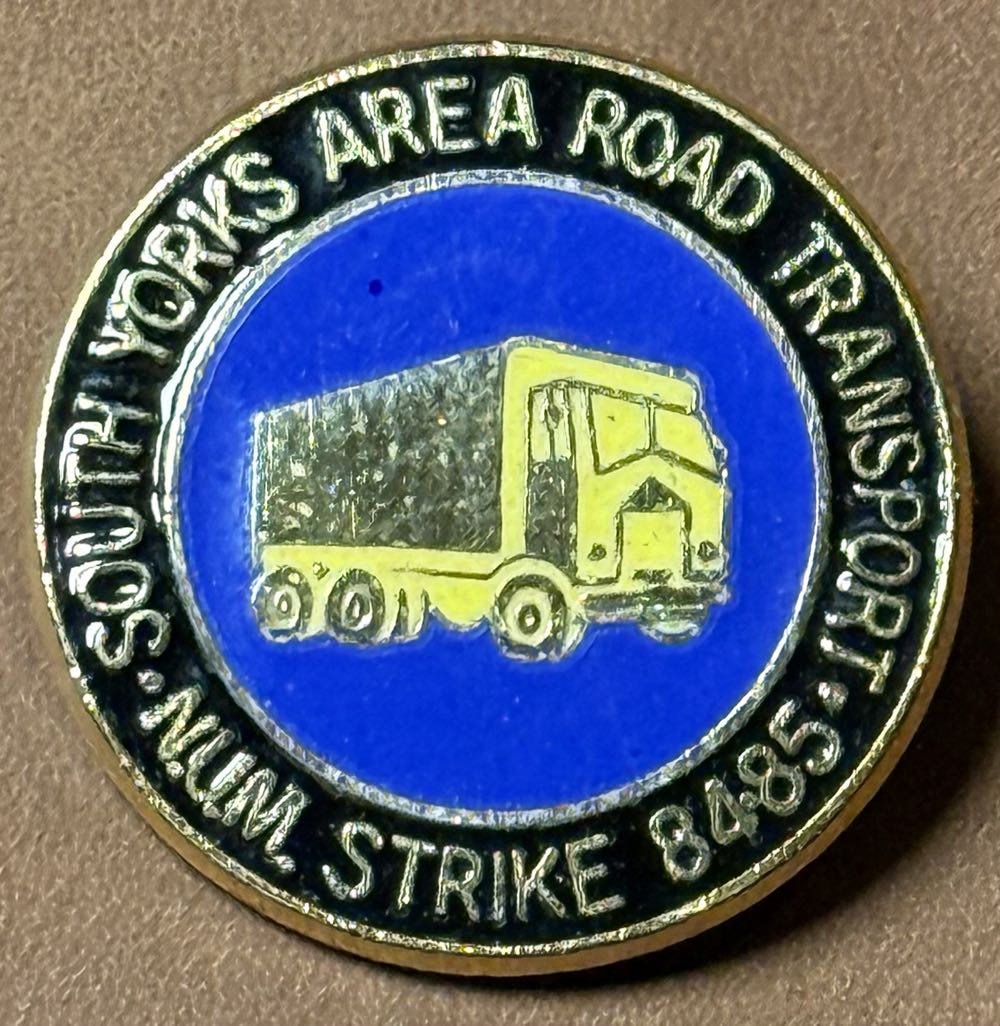 SOUTH YORKS AREA ROAD TRANSPORT
· N.U.M. STRIKE 84·85 ·